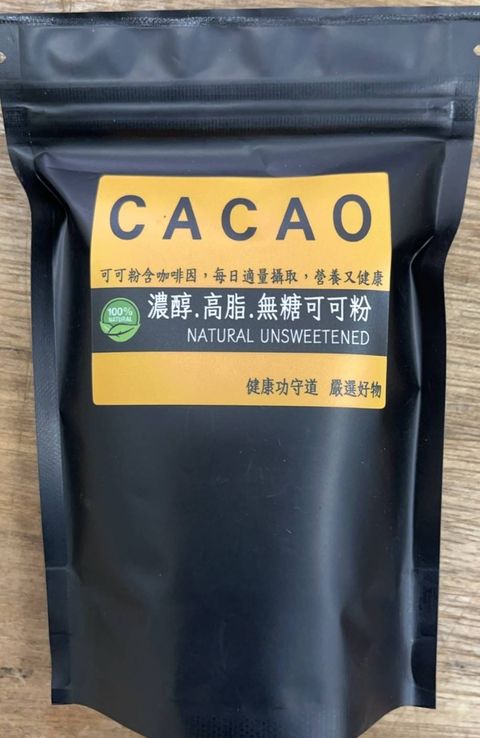 CACAO
可可粉含咖啡因，每日適量攝取，營養又健康
100%
NATURAL
濃醇.高脂.無糖可可粉
NATURAL UNSWEETENED
健康功守道 嚴選好物